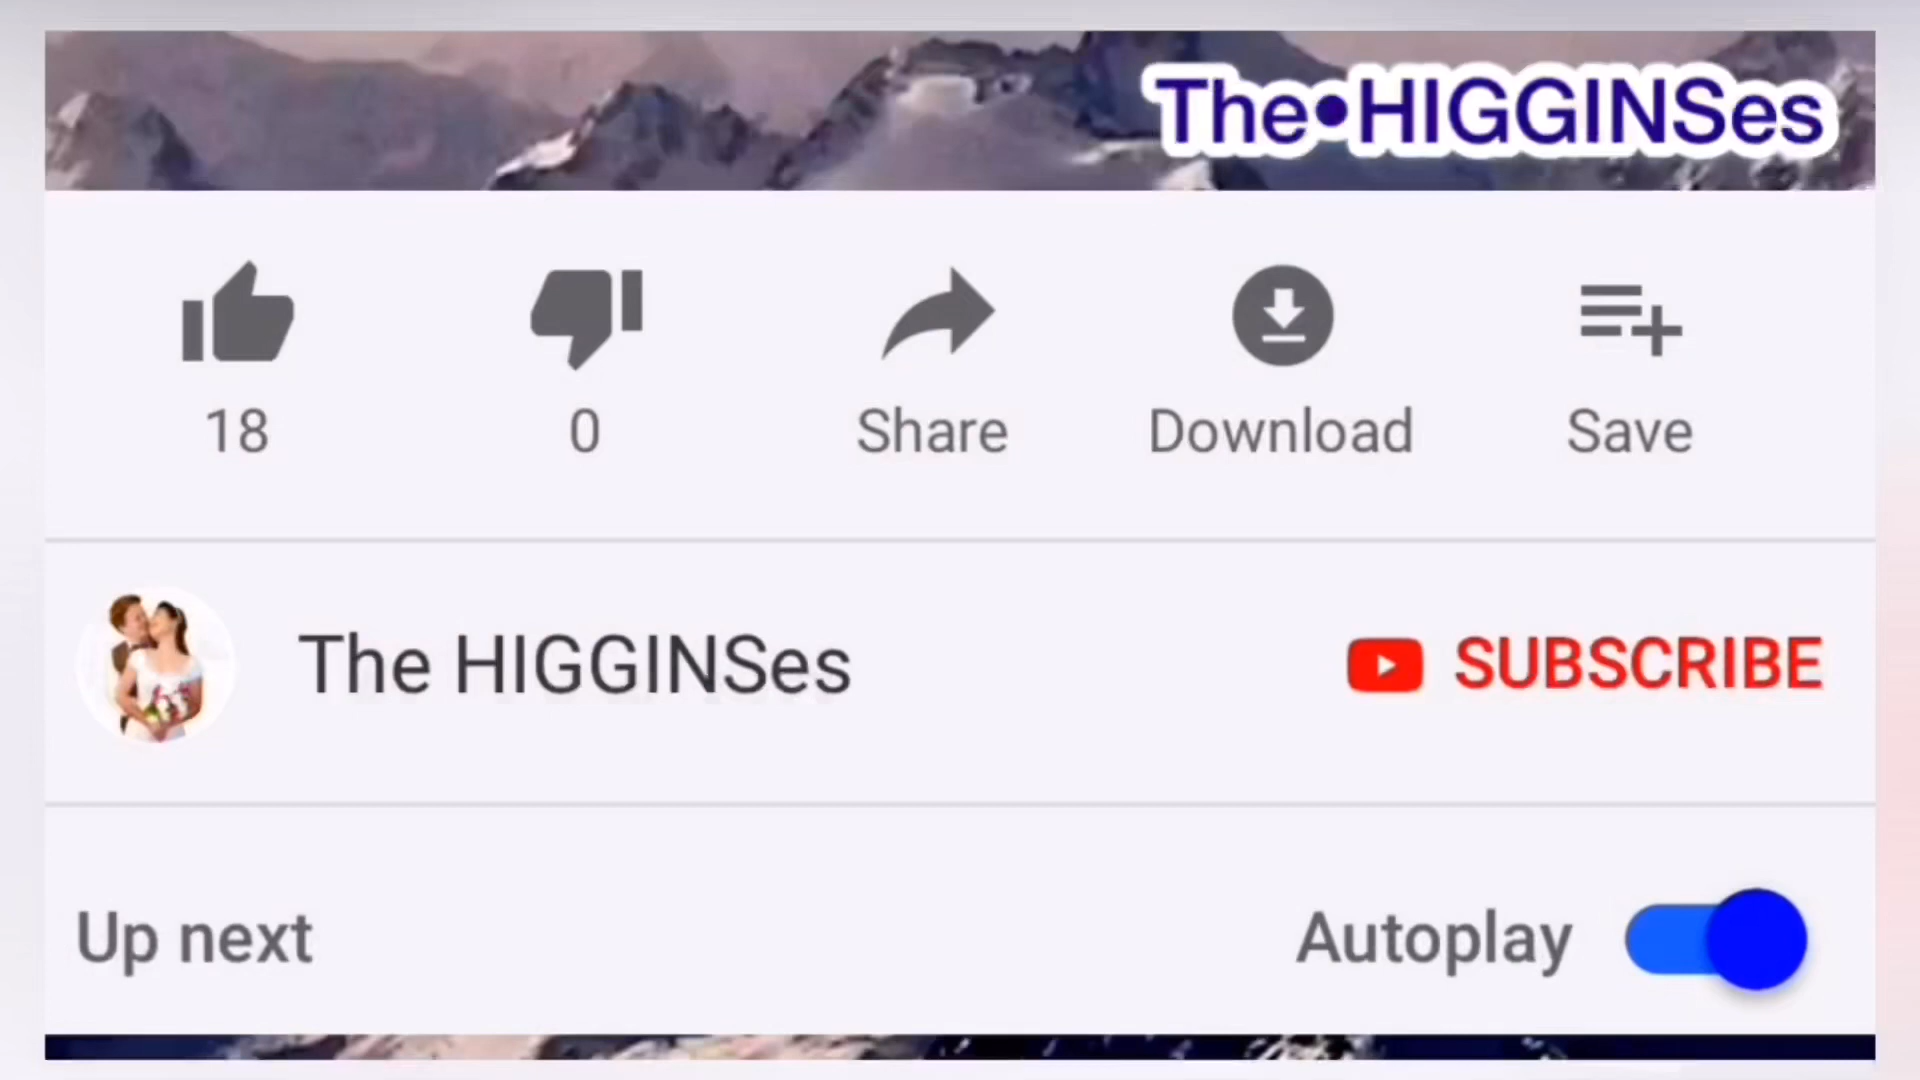 The•HIGGINSes
18 0 Share Download Save
The HIGGINSes SUBSCRIBE
Up next Autoplay